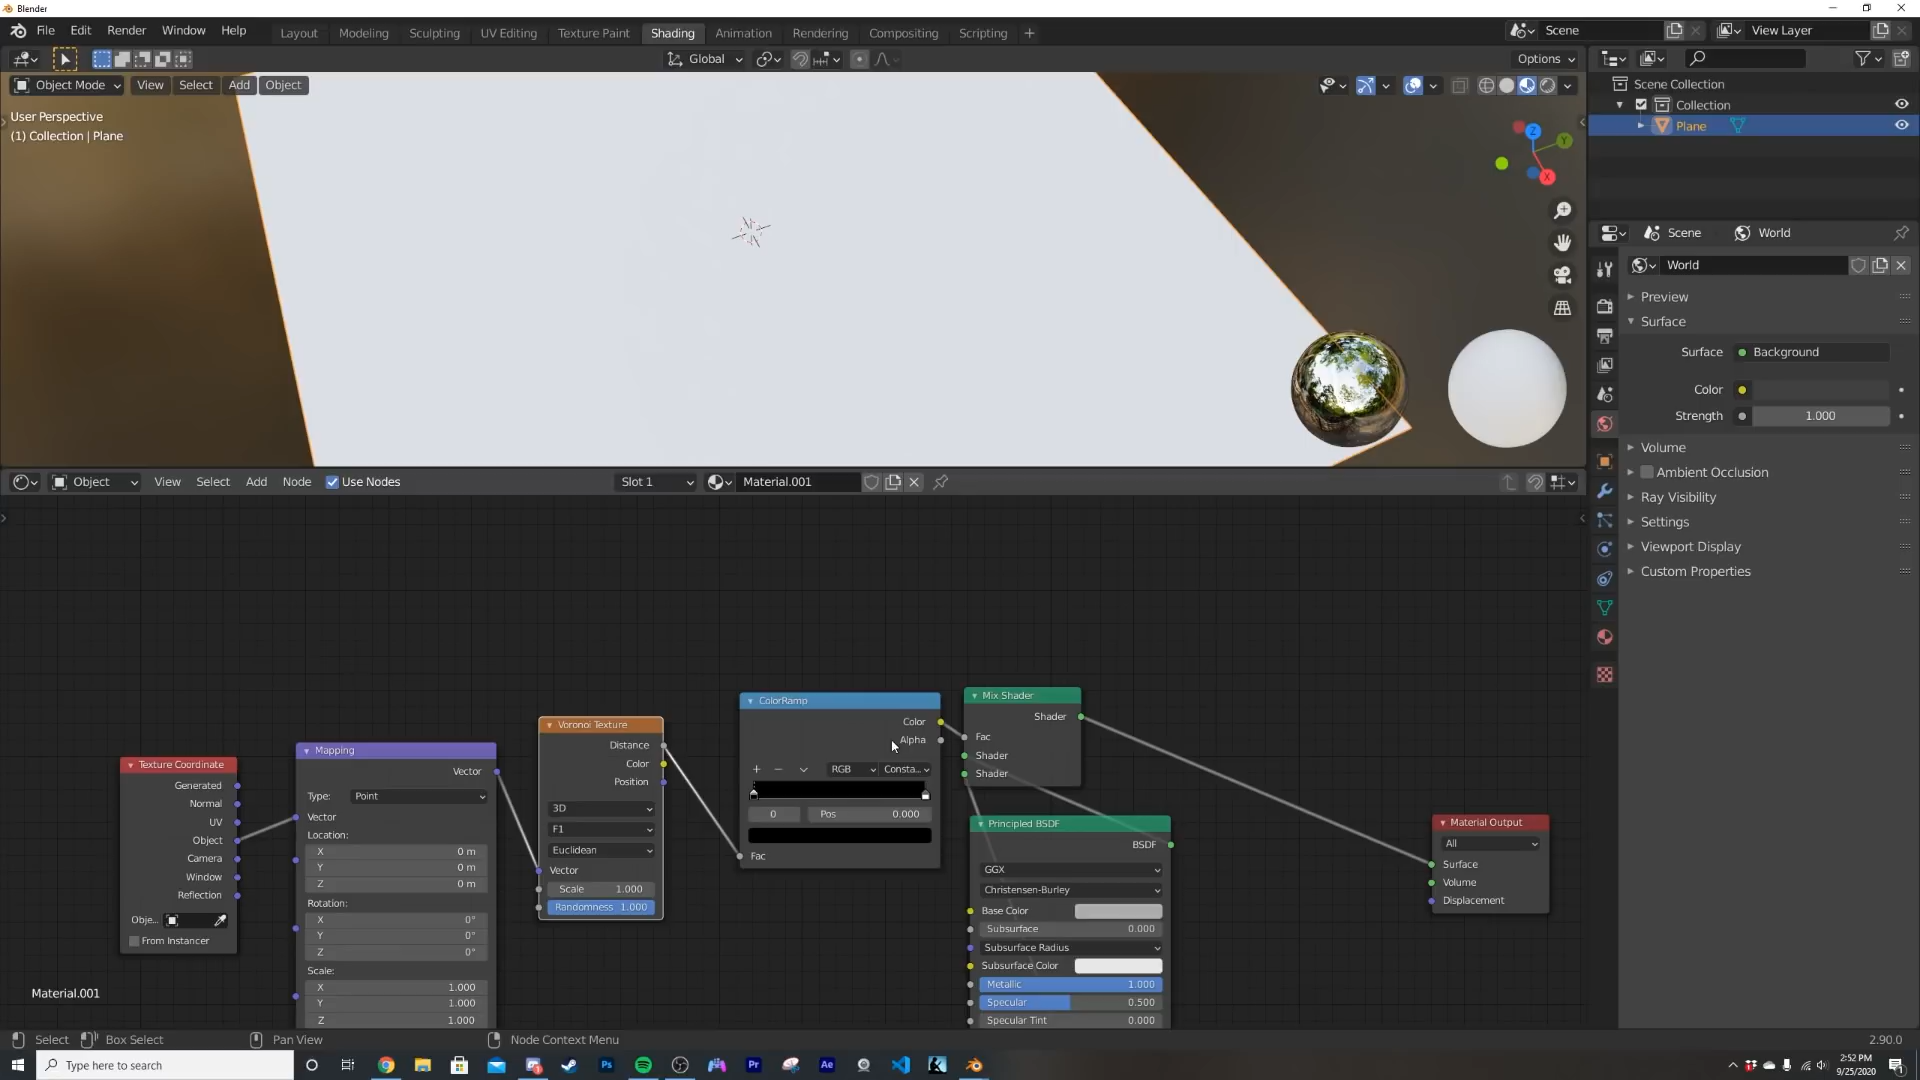 Blender
File Edit Render Window Help
Layout Modeling Sculpting UV Editing Texture Paint Shading Animation Rendering Compositing Scripting +
Scene
View Layer
Global
Options
Object Mode View Select Add Object
User Perspective
(1) Collection | Plane
Z
Y
X
Scene Collection
Collection
Plane
Scene World
World
Preview
Surface
Surface Background
Color
Strength 1.000
Volume
Ambient Occlusion
Ray Visibility
Settings
Viewport Display
Custom Properties
Object View Select Add Node Use Nodes
Slot 1
Material.001
Texture Coordinate
Generated
Normal
UV
Object
Camera
Window
Reflection
Obje...
From Instancer
Mapping
Vector
Type: Point
Vector
Location:
X 0 m
Y 0 m
Z 0 m
Rotation:
X 0°
Y 0°
Z 0°
Scale:
X 1.000
Y 1.000
Z 1.000
Voronoi Texture
Distance
Color
Position
3D
F1
Euclidean
Vector
Scale 1.000
Randomness 1.000
ColorRamp
Color
Alpha
+ − RGB Consta...
0 Pos 0.000
Fac
Mix Shader
Shader
Fac
Shader
Shader
Principled BSDF
BSDF
GGX
Christensen-Burley
Base Color
Subsurface 0.000
Subsurface Radius
Subsurface Color
Metallic 1.000
Specular 0.500
Specular Tint 0.000
Material Output
All
Surface
Volume
Displacement
Material.001
Select Box Select Pan View Node Context Menu 2.90.0
Type here to search
Ps
Pr
Ae
K
2:52 PM
9/25/2020